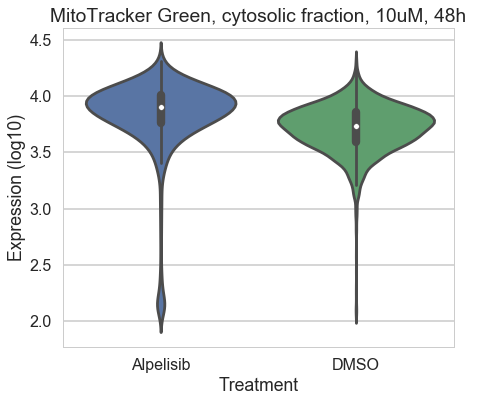 MitoTracker Green, cytosolic fraction, 10uM, 48h
Expression (log10)
4.5
4.0
3.5
3.0
2.5
2.0
Alpelisib
DMSO
Treatment